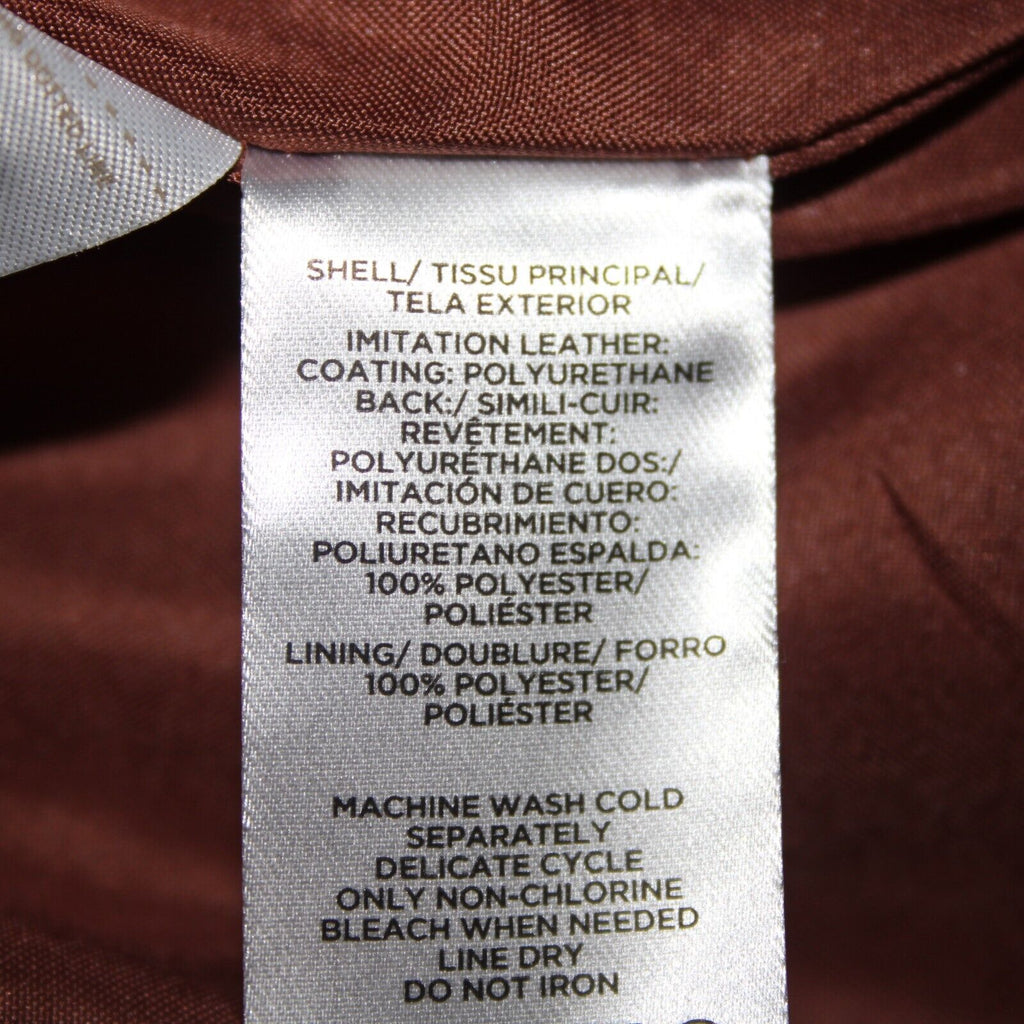 SHELL/ TISSU PRINCIPAL/
TELA EXTERIOR
IMITATION LEATHER:
COATING: POLYURETHANE
BACK:/ SIMILI-CUIR:
REVÊTEMENT:
POLYURÉTHANE DOS:/
IMITACIÓN DE CUERO:
RECUBRIMIENTO:
POLIURETANO ESPALDA:
100% POLYESTER/
POLIÉSTER
LINING/ DOUBLURE/ FORRO
100% POLYESTER/
POLIÉSTER
MACHINE WASH COLD
SEPARATELY
DELICATE CYCLE
ONLY NON-CHLORINE
BLEACH WHEN NEEDED
LINE DRY
DO NOT IRON